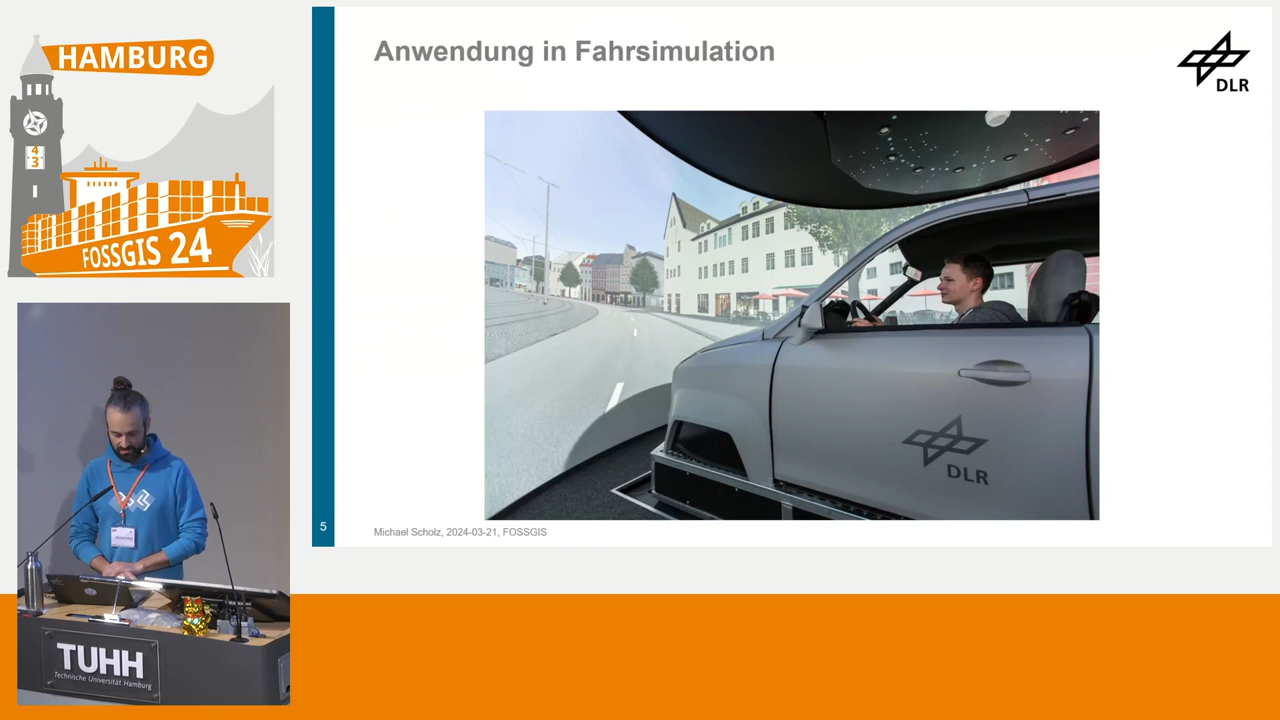 HAMBURG
4
3
FOSSGIS 24
TUHH
Technische Universität Hamburg
Anwendung in Fahrsimulation
DLR
DLR
5
Michael Scholz, 2024-03-21, FOSSGIS